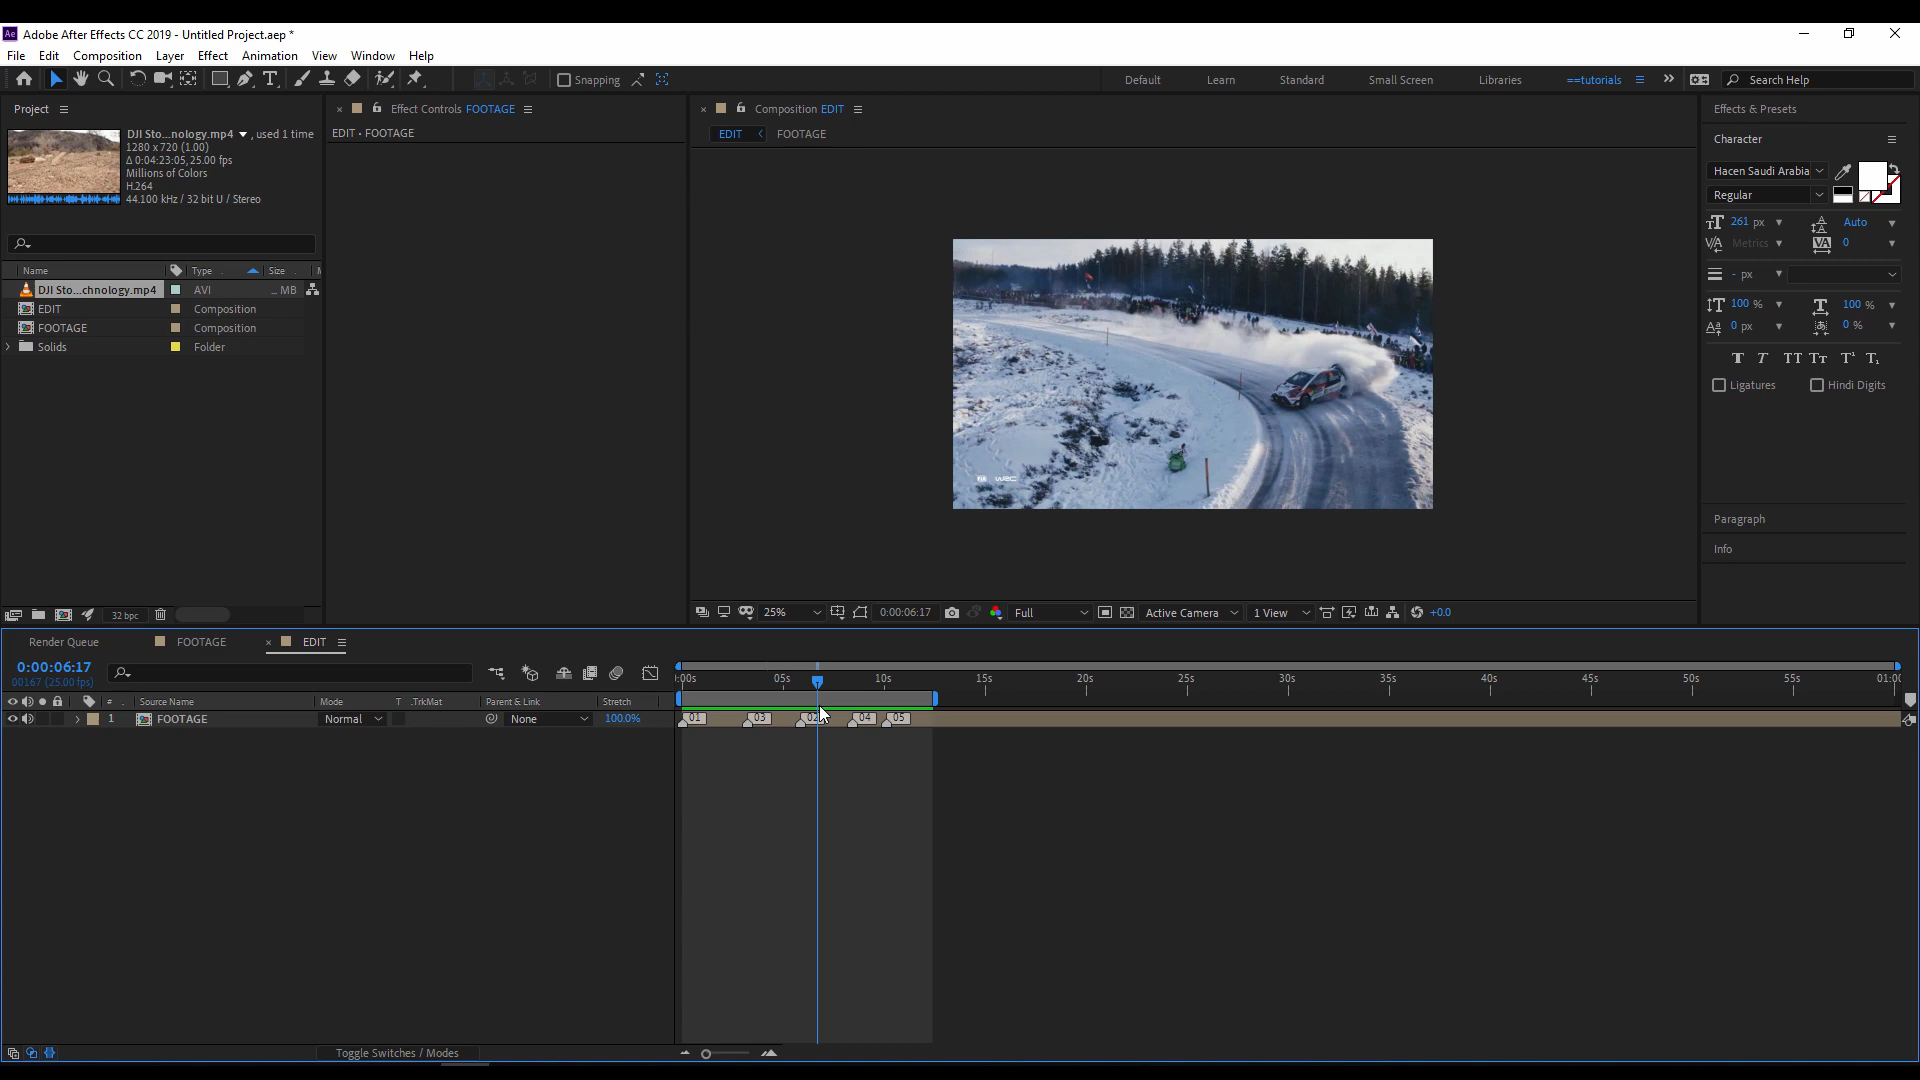 Ae Adobe After Effects CC 2019 - Untitled Project.aep *
File Edit Composition Layer Effect Animation View Window Help
Snapping Default Learn Standard Small Screen Libraries ==tutorials Search Help
Project
DJI Sto...nology.mp4 , used 1 time
1280 x 720 (1.00)
Δ 0:04:23:05, 25.00 fps
Millions of Colors
H.264
44.100 kHz / 32 bit U / Stereo
Name Type Size
DJI Sto...chnology.mp4 AVI ... MB
EDIT Composition
FOOTAGE Composition
Solids Folder
32 bpc
Effect Controls FOOTAGE
EDIT • FOOTAGE
Composition EDIT
EDIT FOOTAGE
WRC
25% 0:00:06:17 Full Active Camera 1 View +0.0
Effects & Presets
Character
Hacen Saudi Arabia
Regular
261 px Auto
Metrics 0
- px
100 % 100 %
0 px 0 %
T T TT Tt T¹ T₁
Ligatures Hindi Digits
Paragraph
Info
Render Queue FOOTAGE EDIT
0:00:06:17
00167 (25.00 fps)
:00s 05s 10s 15s 20s 25s 30s 35s 40s 45s 50s 55s 01:00
# Source Name Mode T .TrkMat Parent & Link Stretch
1 FOOTAGE Normal None 100.0%
01 03 02 04 05
Toggle Switches / Modes